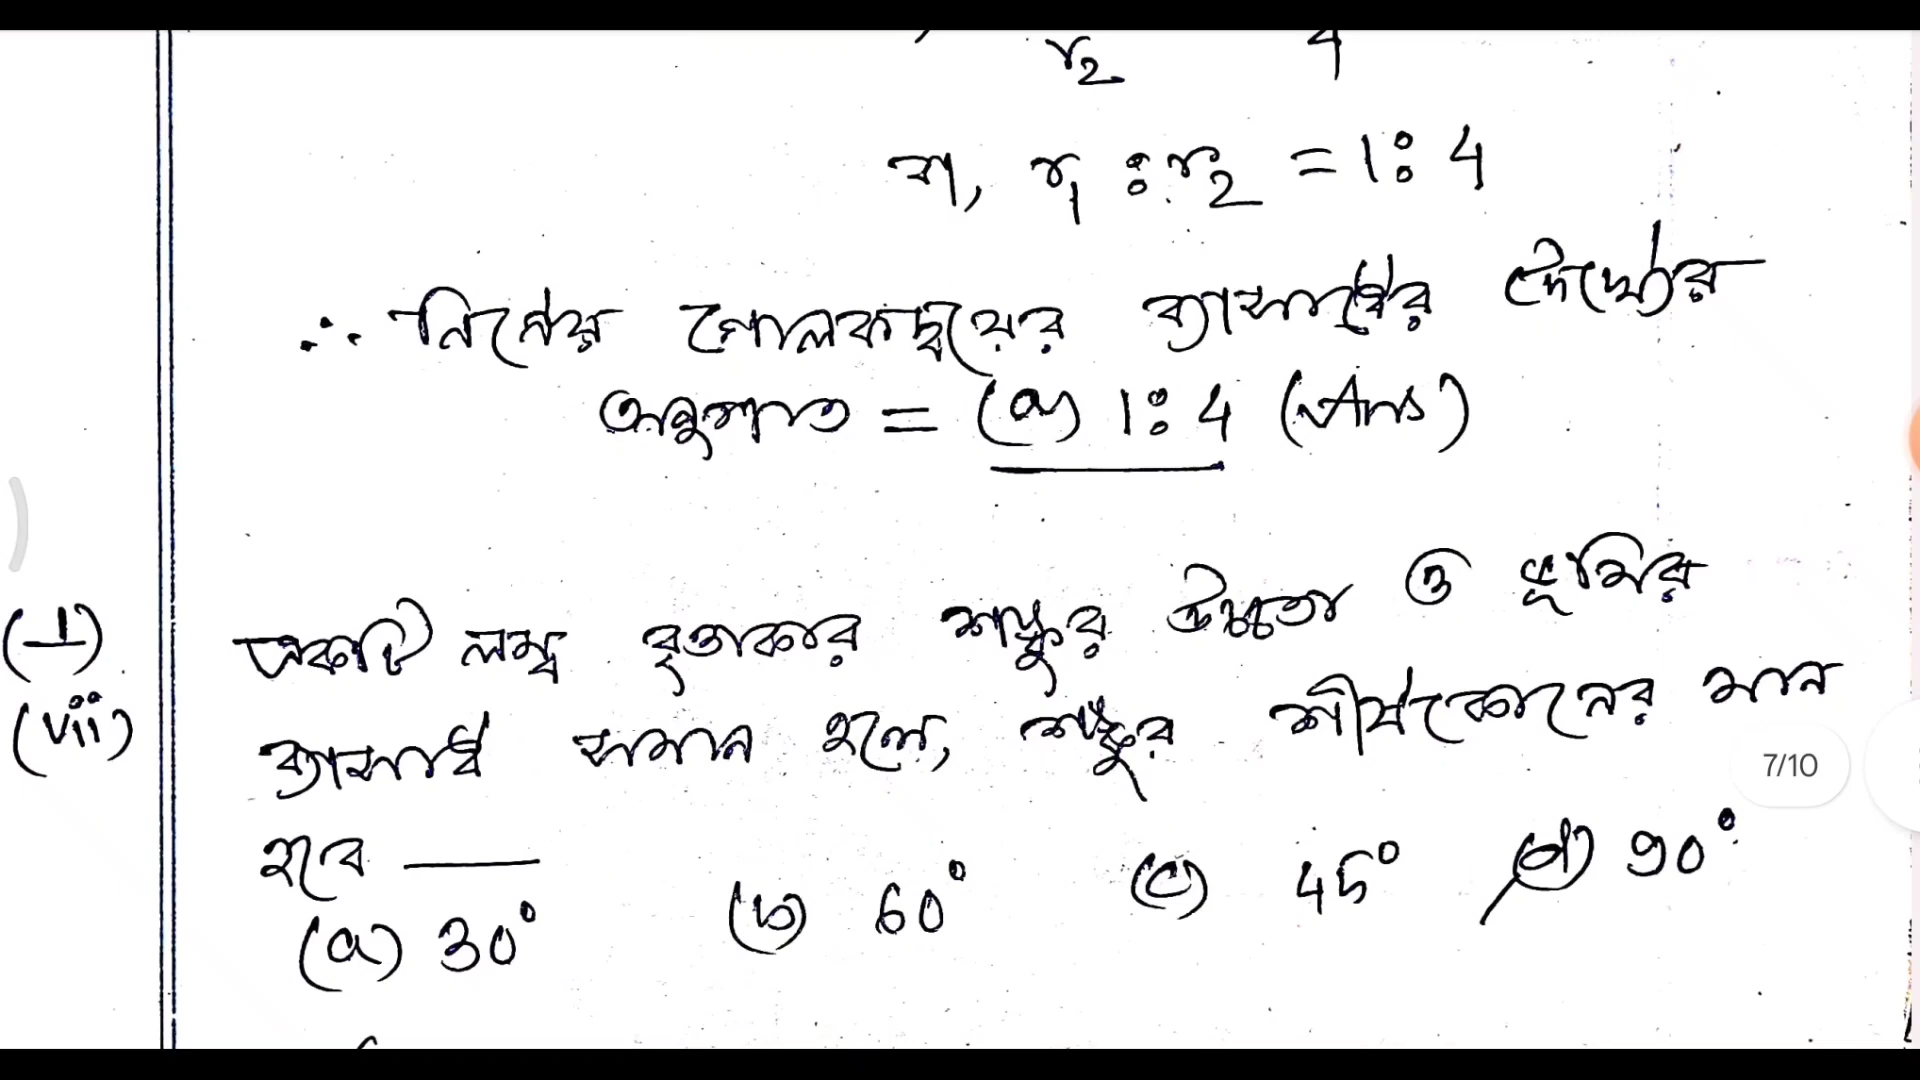 r₂ 4
বা, r₁ : r₂ = 1 : 4
∴ নির্ণেয় গোলকদ্বয়ের ব্যাসার্ধের দৈর্ঘ্যের
অনুপাত = (a) 1 : 4 (Ans)
(1) একটি লম্ব বৃত্তাকার শঙ্কুর উচ্চতা ও ভূমির
(vii) ব্যাসার্ধ সমান হলে, শঙ্কুর শীর্ষকোনের মান
7/10
হবে ———
(a) 30° (b) 60° (c) 45° (d) 90°